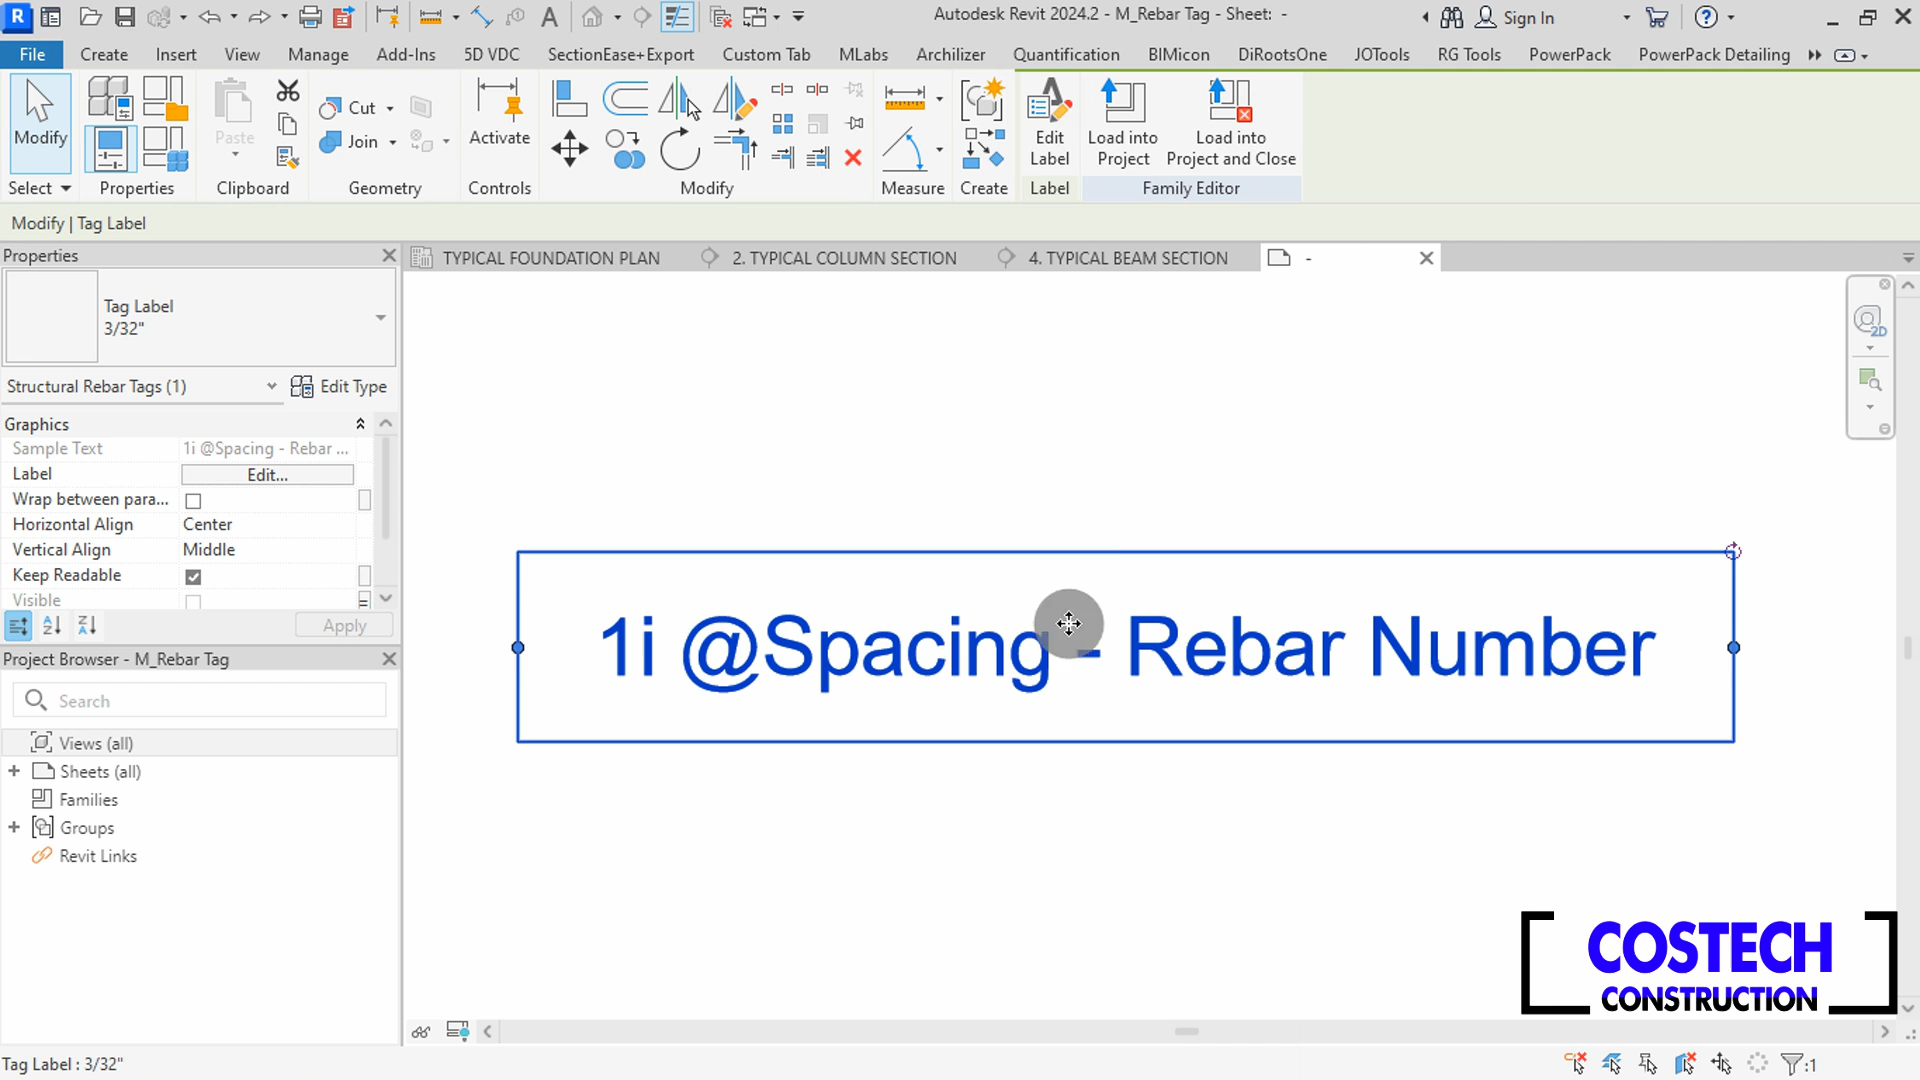 Autodesk Revit 2024.2 - M_Rebar Tag - Sheet: -
Sign In
File Create Insert View Manage Add-Ins 5D VDC SectionEase+Export Custom Tab MLabs Archilizer Quantification BIMicon DiRootsOne JOTools RG Tools PowerPack PowerPack Detailing
Modify
Paste
Cut
Join
Activate
Edit Label
Load into Project
Load into Project and Close
Select Properties Clipboard Geometry Controls Modify Measure Create Label Family Editor
Modify | Tag Label
Properties
TYPICAL FOUNDATION PLAN
2. TYPICAL COLUMN SECTION
4. TYPICAL BEAM SECTION
-
Tag Label
3/32"
Structural Rebar Tags (1)
Edit Type
Graphics
Sample Text 1i @Spacing - Rebar ...
Label Edit...
Wrap between para...
Horizontal Align Center
Vertical Align Middle
Keep Readable
Visible
Apply
Project Browser - M_Rebar Tag
Search
Views (all)
Sheets (all)
Families
Groups
Revit Links
1i @Spacing - Rebar Number
2D
COSTECH
CONSTRUCTION
Tag Label : 3/32"
:1